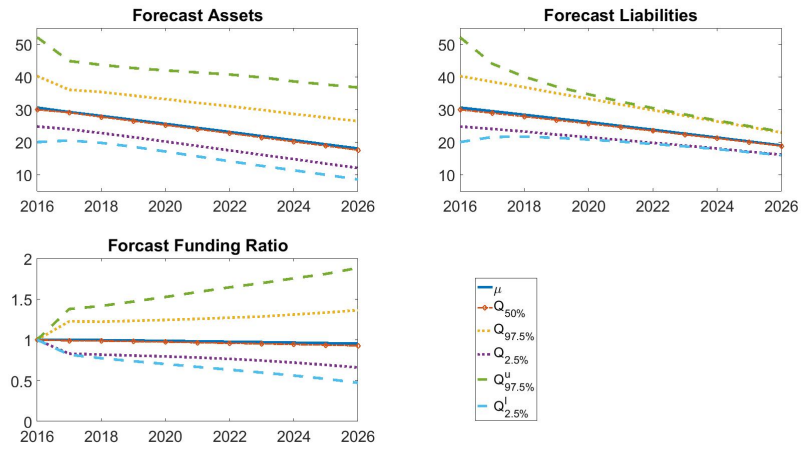 Forecast Assets
50
40
30
20
10
2016 2018 2020 2022 2024 2026
Forecast Liabilities
50
40
30
20
10
2016 2018 2020 2022 2024 2026
Forcast Funding Ratio
2
1.5
1
0.5
0
2016 2018 2020 2022 2024 2026
μ
Q50%
Q97.5%
Q2.5%
Qu97.5%
Ql2.5%